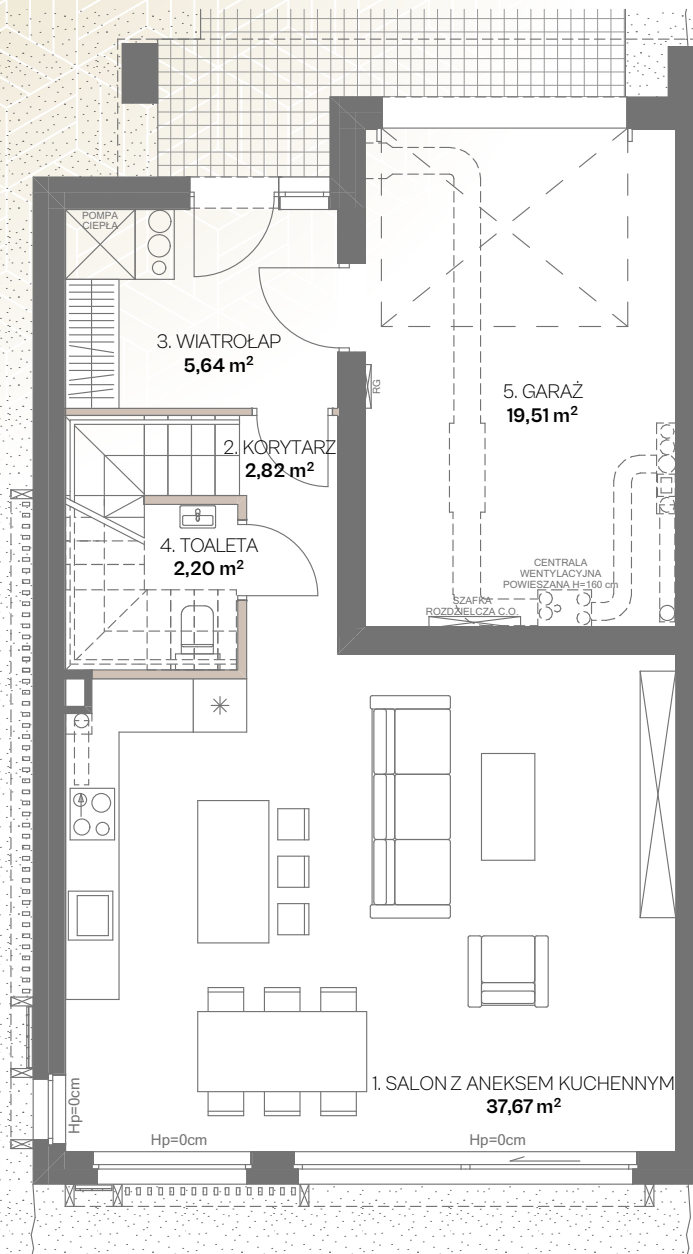 POMPA
CIEPŁA
3. WIATROŁAP
5,64 m²
RG
5. GARAŻ
19,51 m²
2. KORYTARZ
2,82 m²
4. TOALETA
2,20 m²
CENTRALA
WENTYLACYJNA
POWIESZANA H=160 cm
SZAFKA
ROZDZIELCZA C.O.
1. SALON Z ANEKSEM KUCHENNYM
37,67 m²
Hp=0cm
Hp=0cm
Hp=0cm